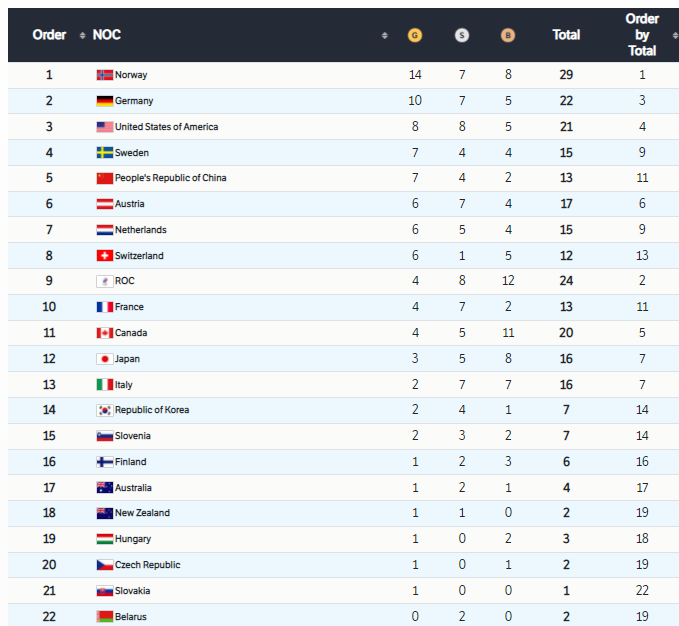 Order NOC G S B Total Order by Total
1 Norway 14 7 8 29 1
2 Germany 10 7 5 22 3
3 United States of America 8 8 5 21 4
4 Sweden 7 4 4 15 9
5 People's Republic of China 7 4 2 13 11
6 Austria 6 7 4 17 6
7 Netherlands 6 5 4 15 9
8 Switzerland 6 1 5 12 13
9 ROC 4 8 12 24 2
10 France 4 7 2 13 11
11 Canada 4 5 11 20 5
12 Japan 3 5 8 16 7
13 Italy 2 7 7 16 7
14 Republic of Korea 2 4 1 7 14
15 Slovenia 2 3 2 7 14
16 Finland 1 2 3 6 16
17 Australia 1 2 1 4 17
18 New Zealand 1 1 0 2 19
19 Hungary 1 0 2 3 18
20 Czech Republic 1 0 1 2 19
21 Slovakia 1 0 0 1 22
22 Belarus 0 2 0 2 19